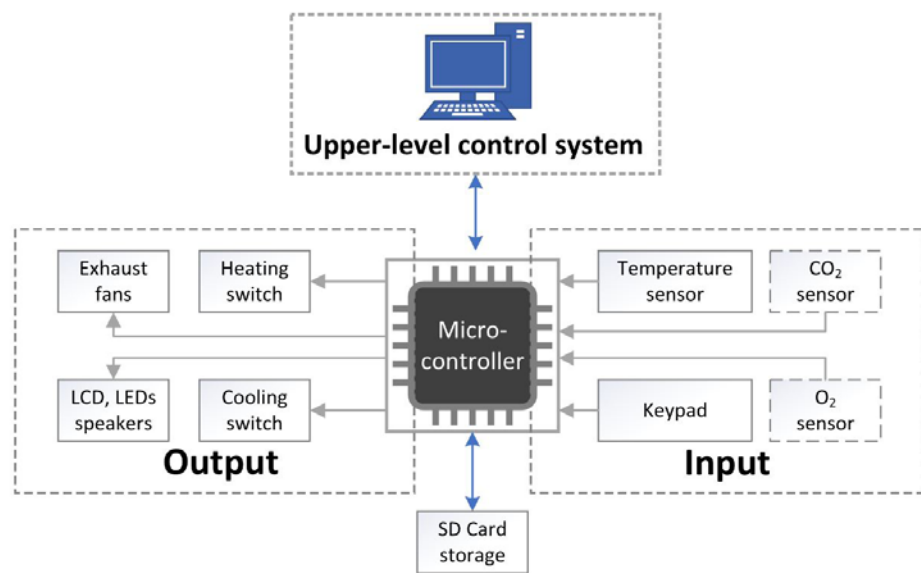 Upper-level control system
Exhaust
fans
Heating
switch
LCD, LEDs
speakers
Cooling
switch
Output
Micro-
controller
Temperature
sensor
CO₂
sensor
Keypad
O₂
sensor
Input
SD Card
storage